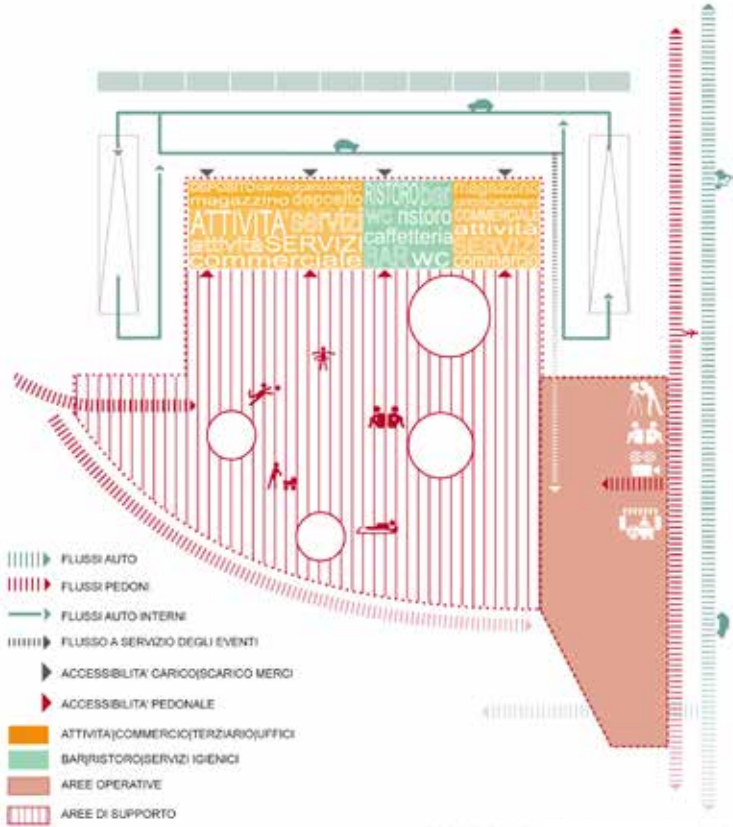 DEPOSITO
magazzino deposito
ATTIVITA' servizi
attività SERVIZI
commerciale
RISTORO bar
WC ristoro
caffetteria
BAR WC
magazzino
COMMERCIALE
attività
SERVIZI
commercio
FLUSSI AUTO
FLUSSI PEDONI
FLUSSI AUTO INTERNI
FLUSSO A SERVIZIO DEGLI EVENTI
ACCESSIBILITA' CARICO|SCARICO MERCI
ACCESSIBILITA' PEDONALE
ATTIVITA|COMMERCIO|TERZIARIO|UFFICI
BAR|RISTORO|SERVIZI IGIENICI
AREE OPERATIVE
AREE DI SUPPORTO